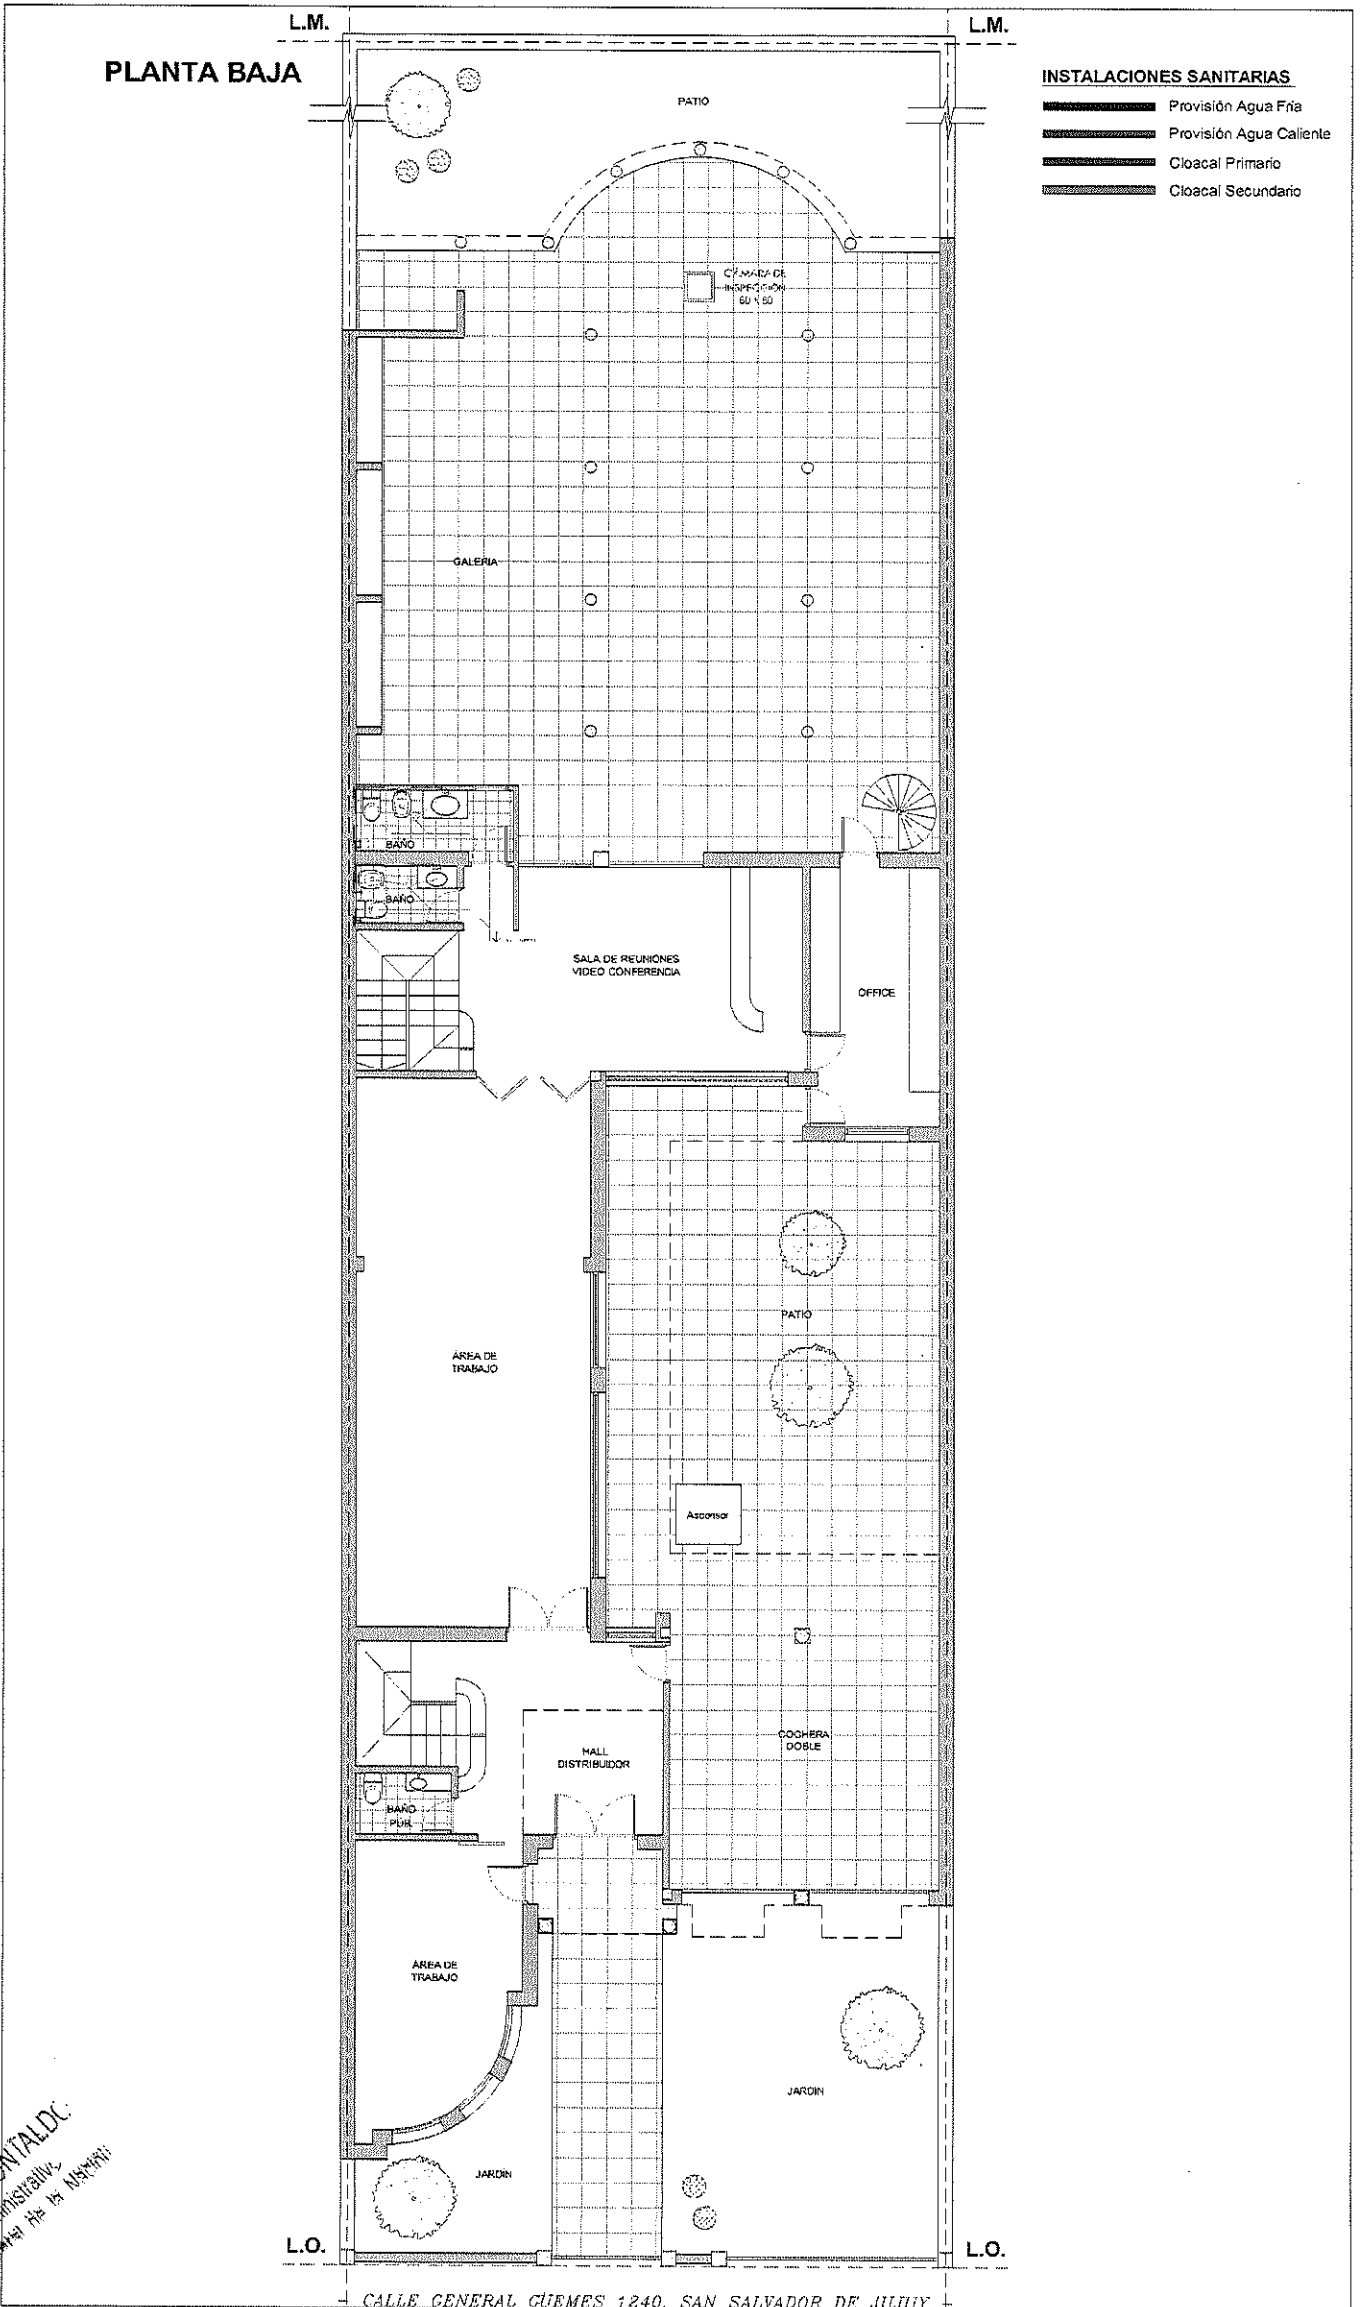 L.M.
L.M.
PLANTA BAJA
INSTALACIONES SANITARIAS
Provisión Agua Fría
Provisión Agua Caliente
Cloacal Primario
Cloacal Secundario
PATIO
CÁMARA DE
INSPECCIÓN
60 x 60
GALERIA
BAÑO
BAÑO
SALA DE REUNIONES
VIDEO CONFERENCIA
OFFICE
PATIO
ÁREA DE
TRABAJO
Ascensor
COCHERA
DOBLE
HALL
DISTRIBUIDOR
BAÑO
PUB.
ÁREA DE
TRABAJO
JARDIN
JARDIN
L.O.
L.O.
CALLE GENERAL GÜEMES 1240, SAN SALVADOR DE JUJUY